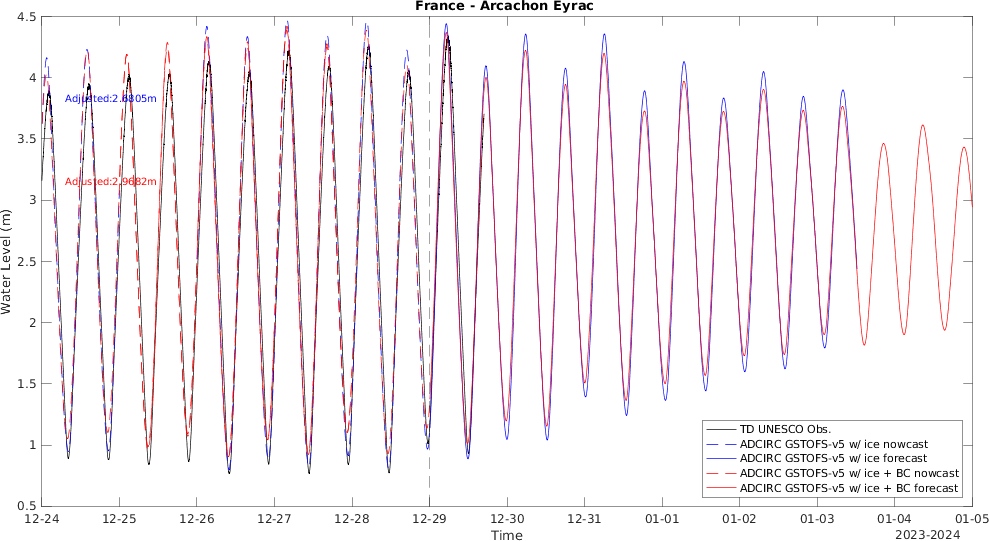 France - Arcachon Eyrac
Water Level (m)
4.5
4
3.5
3
2.5
2
1.5
1
0.5
Adjusted:2.6805m
Adjusted:2.9682m
TD UNESCO Obs.
ADCIRC GSTOFS-v5 w/ ice nowcast
ADCIRC GSTOFS-v5 w/ ice forecast
ADCIRC GSTOFS-v5 w/ ice + BC nowcast
ADCIRC GSTOFS-v5 w/ ice + BC forecast
12-24 12-25 12-26 12-27 12-28 12-29 12-30 12-31 01-01 01-02 01-03 01-04 01-05
Time
2023-2024